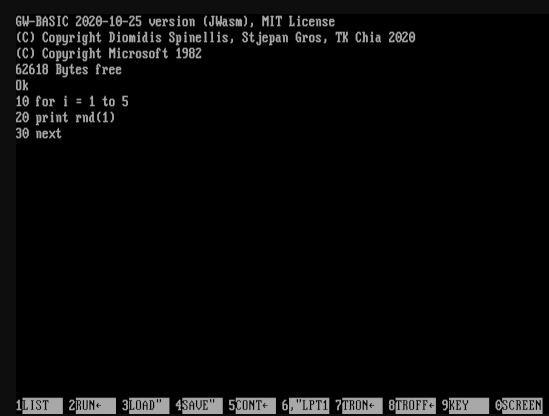 GW-BASIC 2020-10-25 version (JWasm), MIT License
(C) Copyright Diomidis Spinellis, Stjepan Gros, TK Chia 2020
(C) Copyright Microsoft 1982
62618 Bytes free
Ok
10 for i = 1 to 5
20 print rnd(1)
30 next
1LIST 2RUN← 3LOAD" 4SAVE" 5CONT← 6,"LPT1 7TRON← 8TROFF← 9KEY 0SCREEN